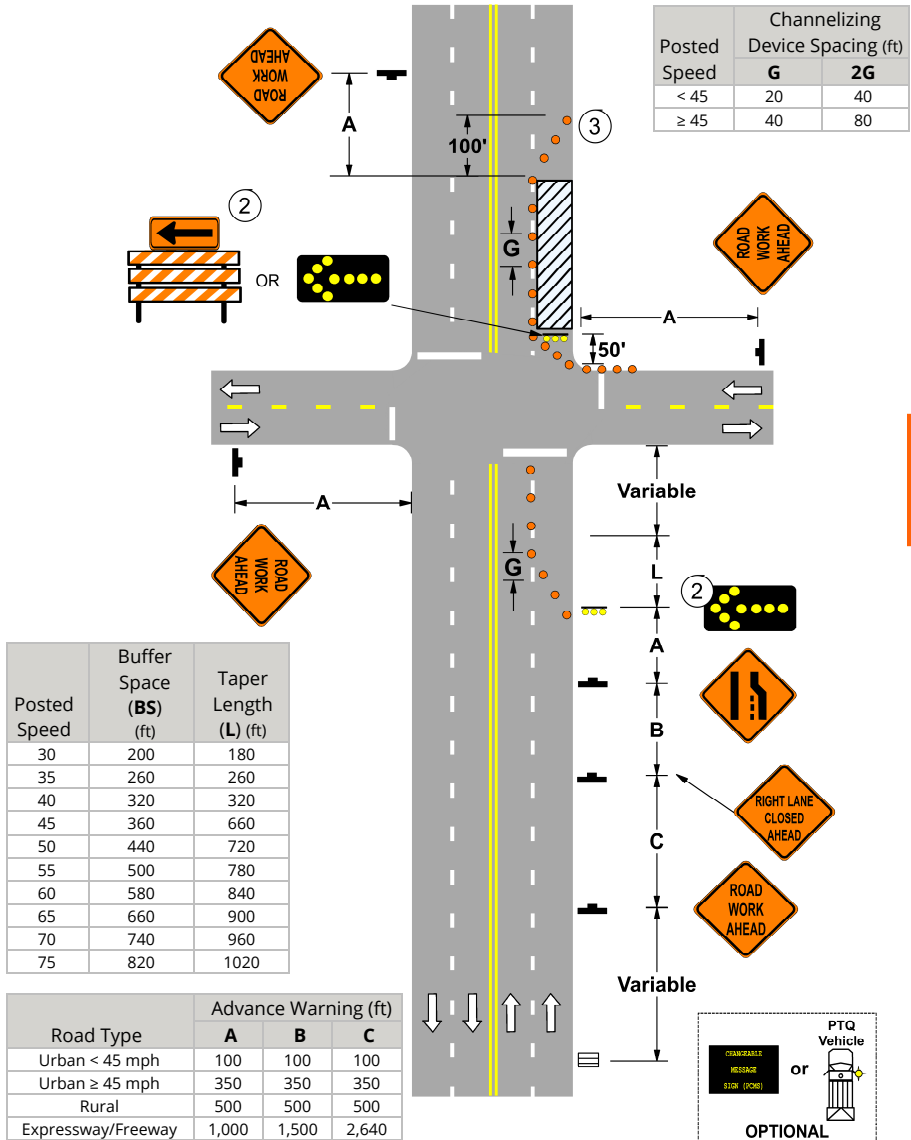 ROAD
WORK
AHEAD
A
100'
3
Channelizing
Device Spacing (ft)
Posted
Speed
G
2G
< 45
20
40
≥ 45
40
80
2
OR
G
ROAD
WORK
AHEAD
A
50'
A
ROAD
WORK
AHEAD
Variable
G
L
2
A
B
RIGHT LANE
CLOSED
AHEAD
C
ROAD
WORK
AHEAD
Variable
Posted
Speed
Buffer
Space
(BS)
(ft)
Taper
Length
(L) (ft)
30 200 180
35 260 260
40 320 320
45 360 660
50 440 720
55 500 780
60 580 840
65 660 900
70 740 960
75 820 1020
Road Type
Advance Warning (ft)
A B C
Urban < 45 mph 100 100 100
Urban ≥ 45 mph 350 350 350
Rural 500 500 500
Expressway/Freeway 1,000 1,500 2,640
CHANGEABLE
MESSAGE
SIGN (PCMS)
or
PTQ
Vehicle
OPTIONAL